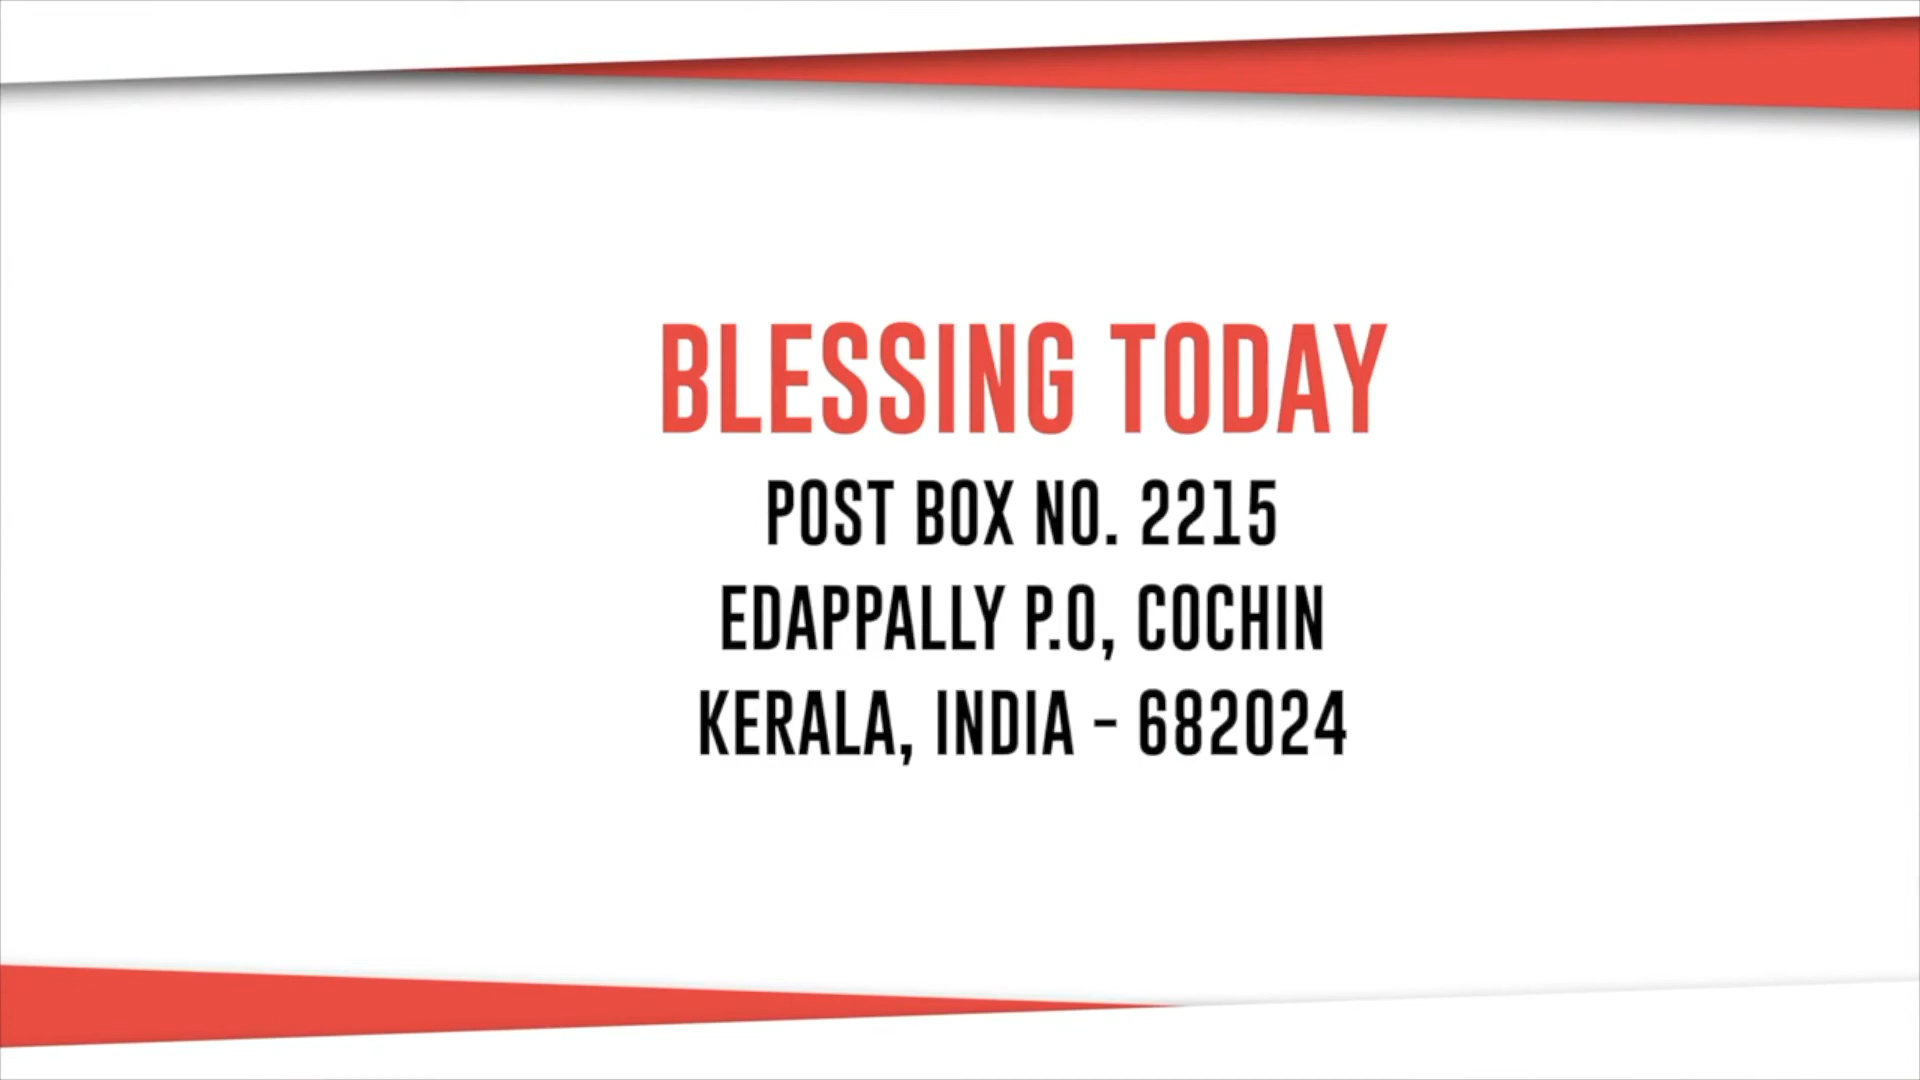 BLESSING TODAY
POST BOX NO. 2215
EDAPPALLY P.O, COCHIN
KERALA, INDIA - 682024